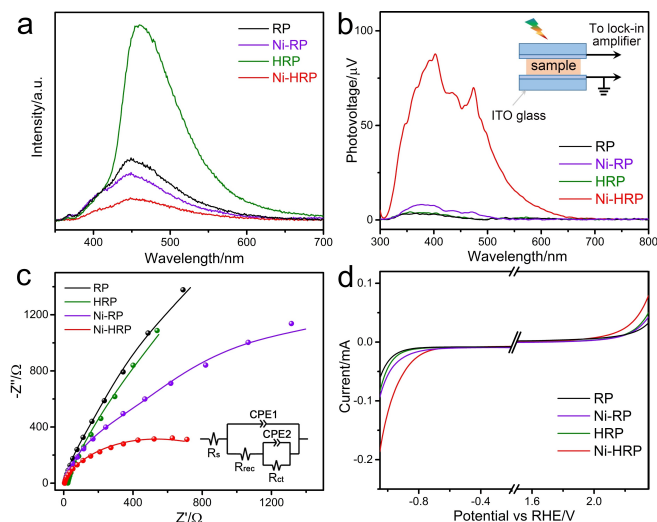 a
RP
Ni-RP
HRP
Ni-HRP
Intensity/a.u.
400 500 600 700
Wavelength/nm
b
To lock-in
amplifier
sample
ITO glass
RP
Ni-RP
HRP
Ni-HRP
Photovoltage/μV
75
50
25
0
300 400 500 600 700 800
Wavelength/nm
c
RP
HRP
Ni-RP
Ni-HRP
-Z''/Ω
1200
800
400
0
CPE1
CPE2
Rs
Rrec
Rct
0 400 800 1200 1600
Z'/Ω
d
RP
Ni-RP
HRP
Ni-HRP
Current/mA
0.1
0.0
-0.1
-0.2
-0.8 -0.4 1.6 2.0
Potential vs RHE/V